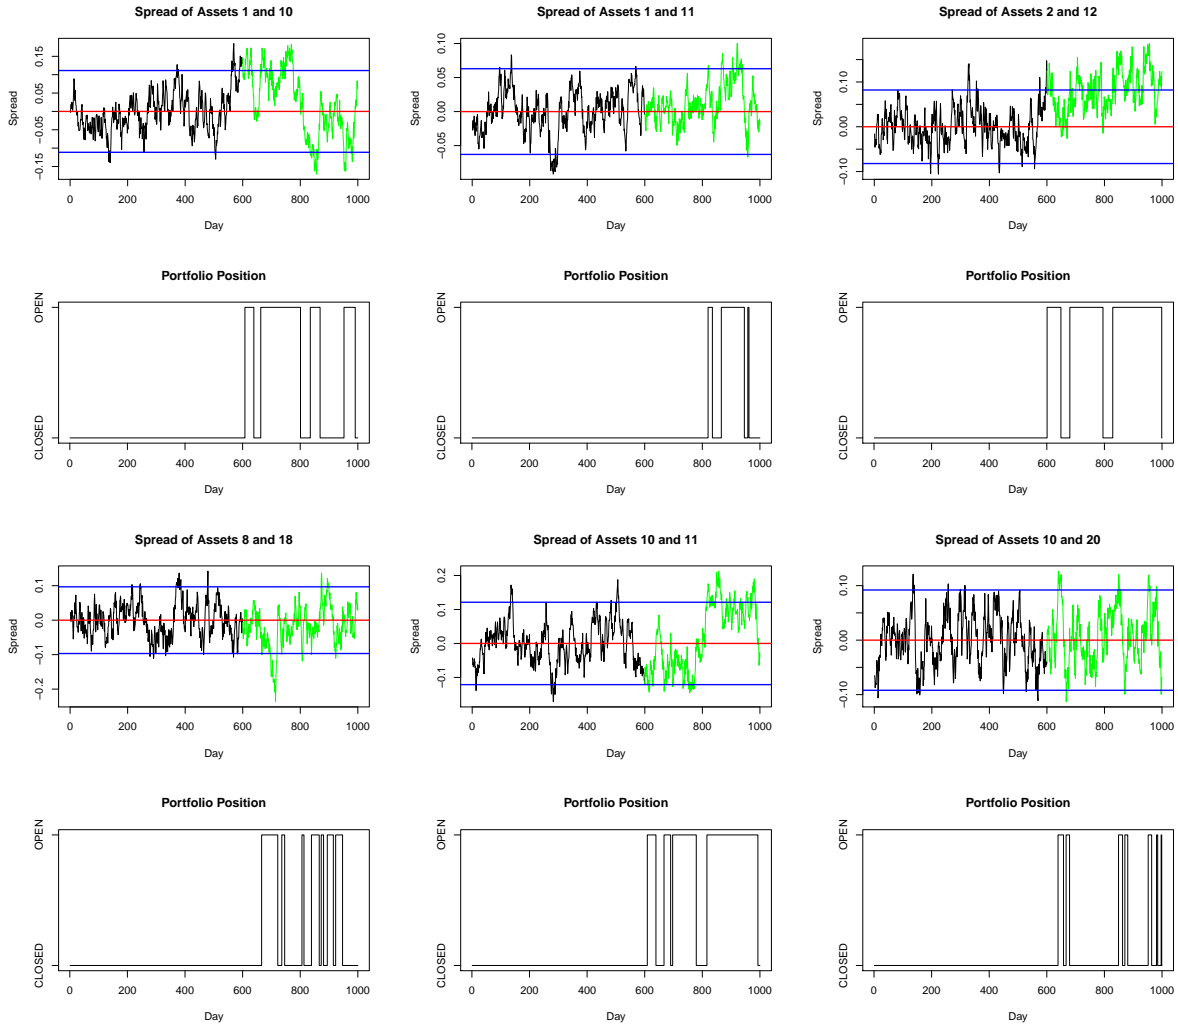 Spread of Assets 1 and 10
Spread
−0.15 −0.05 0.05 0.15
0 200 400 600 800 1000
Day
Spread of Assets 1 and 11
Spread
−0.05 0.00 0.05 0.10
0 200 400 600 800 1000
Day
Spread of Assets 2 and 12
Spread
−0.10 0.00 0.10
0 200 400 600 800 1000
Day
Portfolio Position
CLOSED OPEN
0 200 400 600 800 1000
Day
Portfolio Position
CLOSED OPEN
0 200 400 600 800 1000
Day
Portfolio Position
CLOSED OPEN
0 200 400 600 800 1000
Day
Spread of Assets 8 and 18
Spread
−0.2 −0.1 0.0 0.1
0 200 400 600 800 1000
Day
Spread of Assets 10 and 11
Spread
−0.1 0.0 0.1 0.2
0 200 400 600 800 1000
Day
Spread of Assets 10 and 20
Spread
−0.10 0.00 0.10
0 200 400 600 800 1000
Day
Portfolio Position
CLOSED OPEN
0 200 400 600 800 1000
Day
Portfolio Position
CLOSED OPEN
0 200 400 600 800 1000
Day
Portfolio Position
CLOSED OPEN
0 200 400 600 800 1000
Day